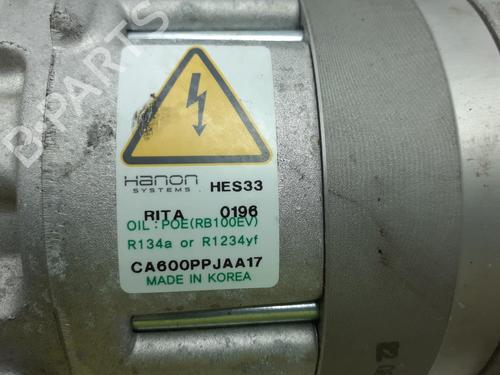 B-PARTS
Hanon
SYSTEMS
HES33
RITA 0196
OIL : POE(RB100EV)
R134a or R1234yf
CA600PPJAA17
MADE IN KOREA